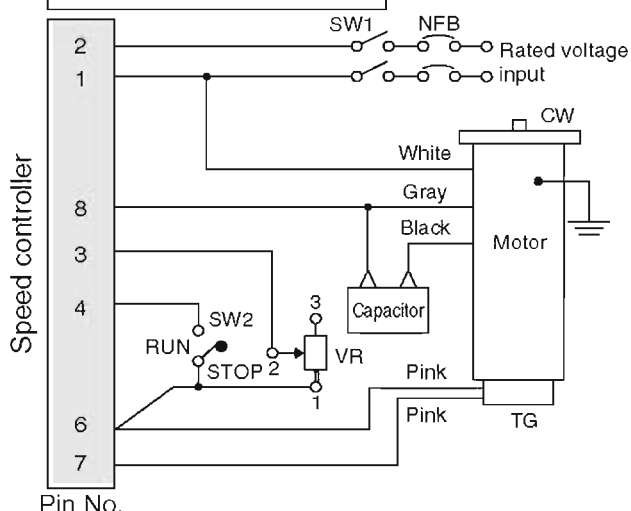 SW1 NFB
2 Rated voltage
1 input
CW
White
8 Gray
Black
3 Motor
Speed controller
4 3 Capacitor
SW2
RUN VR
STOP 2
1
Pink
6 Pink TG
7
Pin No.